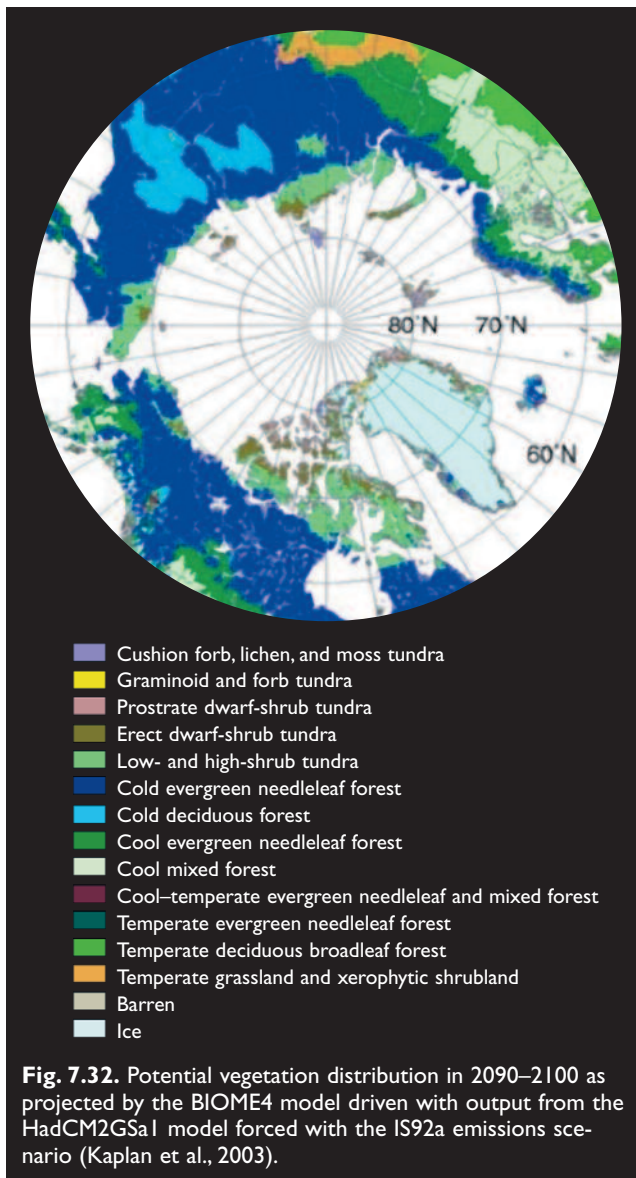 80°N 70°N
60°N
Cushion forb, lichen, and moss tundra
Graminoid and forb tundra
Prostrate dwarf-shrub tundra
Erect dwarf-shrub tundra
Low- and high-shrub tundra
Cold evergreen needleleaf forest
Cold deciduous forest
Cool evergreen needleleaf forest
Cool mixed forest
Cool–temperate evergreen needleleaf and mixed forest
Temperate evergreen needleleaf forest
Temperate deciduous broadleaf forest
Temperate grassland and xerophytic shrubland
Barren
Ice
Fig. 7.32. Potential vegetation distribution in 2090–2100 as
projected by the BIOME4 model driven with output from the
HadCM2GSa1 model forced with the IS92a emissions sce-
nario (Kaplan et al., 2003).